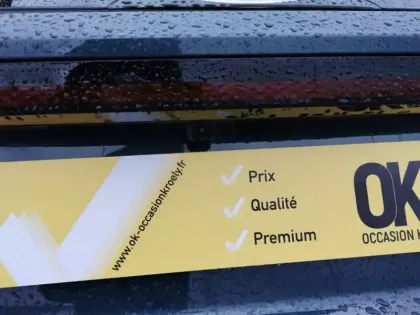 www.ok-occasionkroely.fr
Prix
Qualité
Premium
OK
OCCASION K